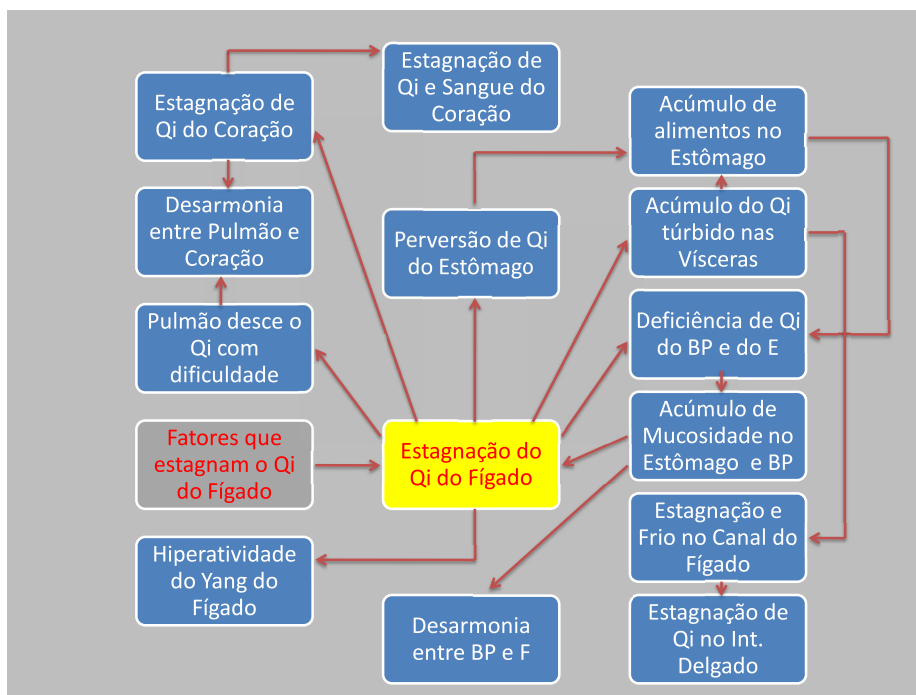 Estagnação de
Qi do Coração
Estagnação de
Qi e Sangue do
Coração
Acúmulo de
alimentos no
Estômago
Desarmonia
entre Pulmão e
Coração
Perversão de Qi
do Estômago
Acúmulo do Qi
túrbido nas
Vísceras
Pulmão desce o
Qi com
dificuldade
Deficiência de Qi
do BP e do E
Fatores que
estagnam o Qi
do Fígado
Estagnação do
Qi do Fígado
Acúmulo de
Mucosidade no
Estômago e BP
Hiperatividade
do Yang do
Fígado
Estagnação e
Frio no Canal do
Fígado
Desarmonia
entre BP e F
Estagnação de
Qi no Int.
Delgado